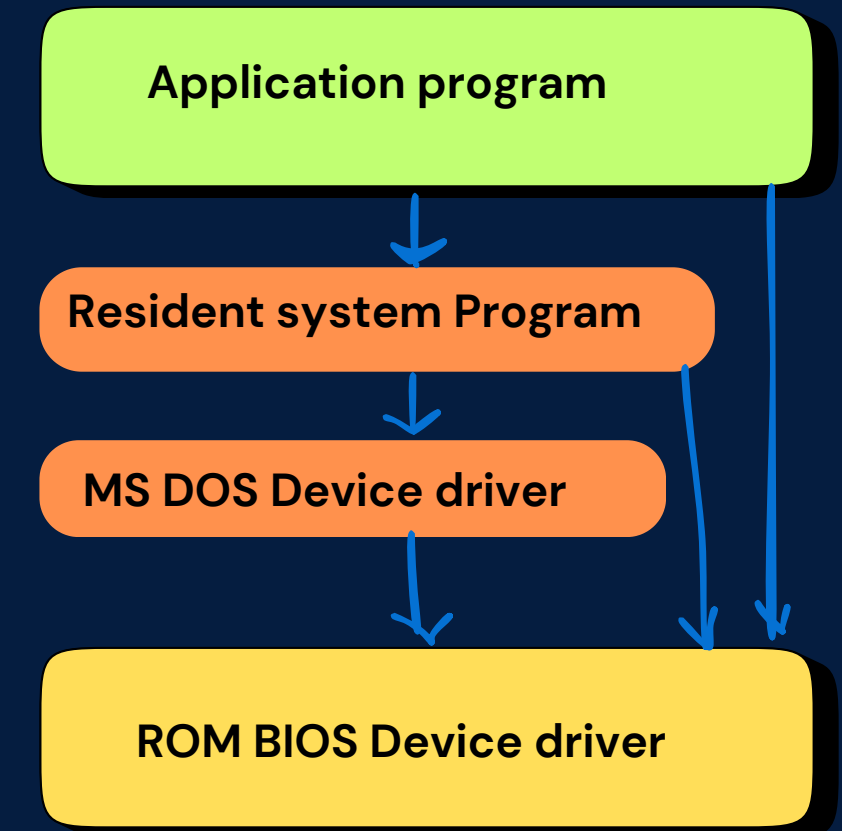 Application program
Resident system Program
MS DOS Device driver
ROM BIOS Device driver